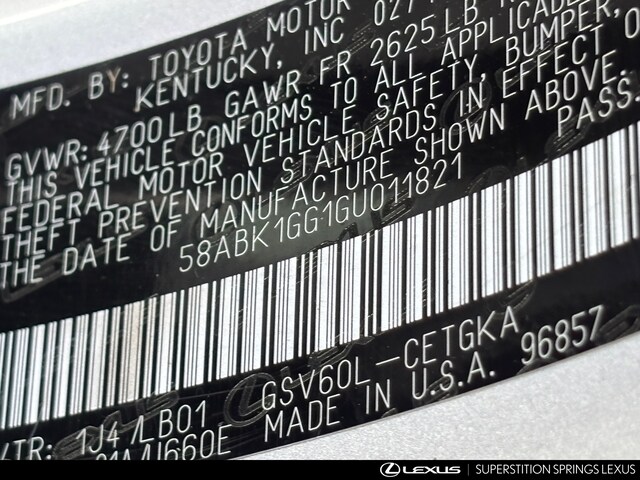 MFD. BY: TOYOTA MOTOR
KENTUCKY, INC
GVWR: 4700LB GAWR FR 2625LB
THIS VEHICLE CONFORMS TO ALL APPLICABLE
FEDERAL MOTOR VEHICLE SAFETY, BUMPER,
THEFT PREVENTION STANDARDS IN EFFECT
THE DATE OF MANUFACTURE SHOWN ABOVE.
58ABK1GG1GU011821 PASS.
/TR: 1J4 /LB01 GSV60L-CETGKA
MADE IN U.S.A. 96857
LEXUS | SUPERSTITION SPRINGS LEXUS